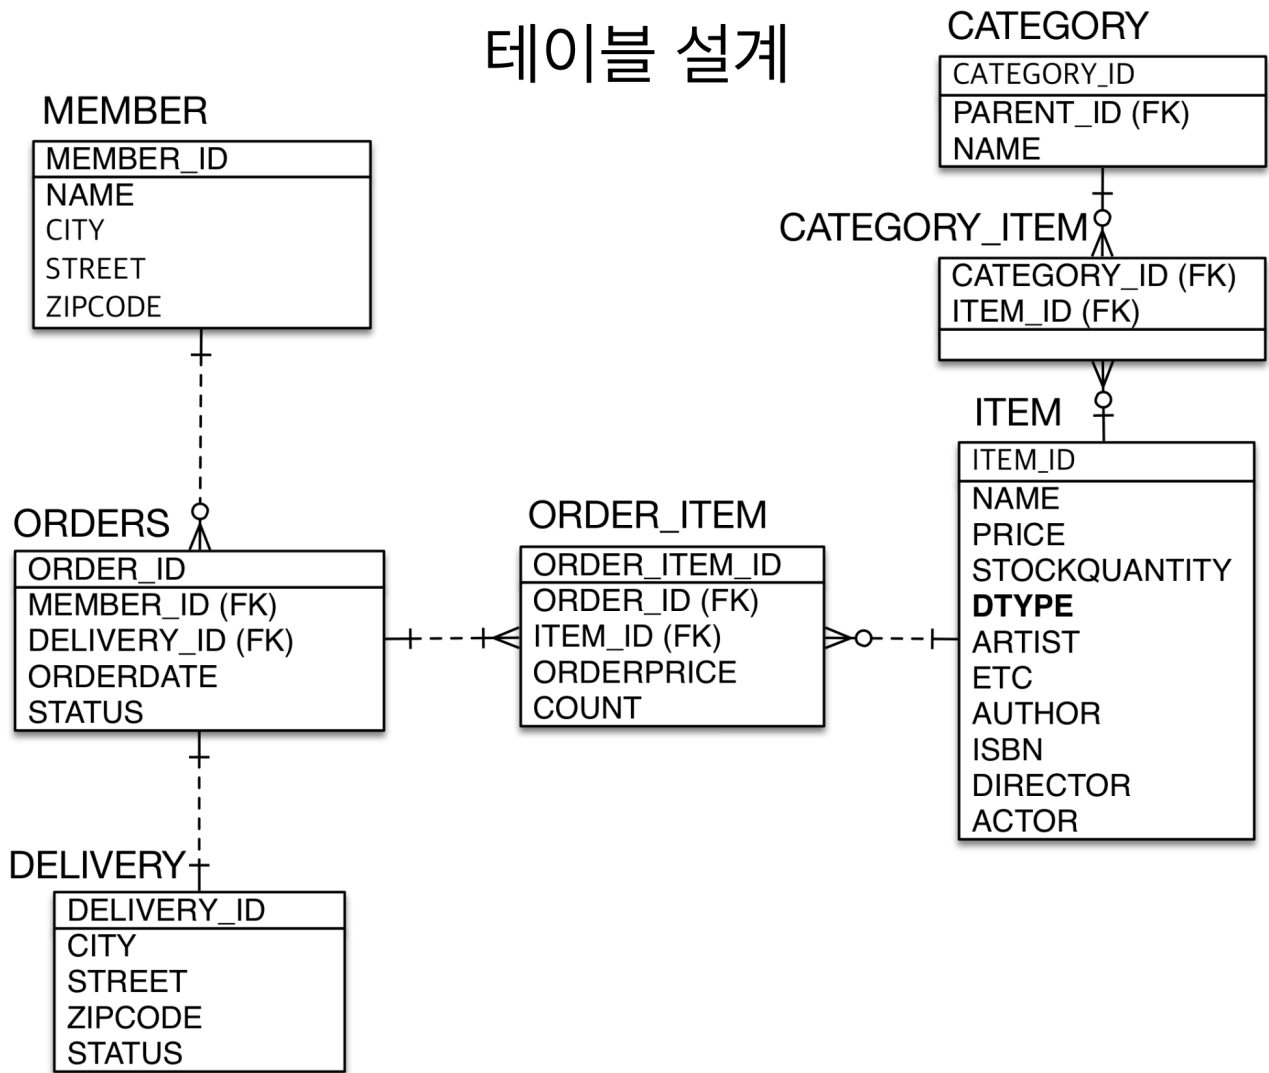 테이블 설계
MEMBER
MEMBER_ID
NAME
CITY
STREET
ZIPCODE
CATEGORY
CATEGORY_ID
PARENT_ID (FK)
NAME
CATEGORY_ITEM
CATEGORY_ID (FK)
ITEM_ID (FK)
ORDERS
ORDER_ID
MEMBER_ID (FK)
DELIVERY_ID (FK)
ORDERDATE
STATUS
ORDER_ITEM
ORDER_ITEM_ID
ORDER_ID (FK)
ITEM_ID (FK)
ORDERPRICE
COUNT
ITEM
ITEM_ID
NAME
PRICE
STOCKQUANTITY
DTYPE
ARTIST
ETC
AUTHOR
ISBN
DIRECTOR
ACTOR
DELIVERY
DELIVERY_ID
CITY
STREET
ZIPCODE
STATUS